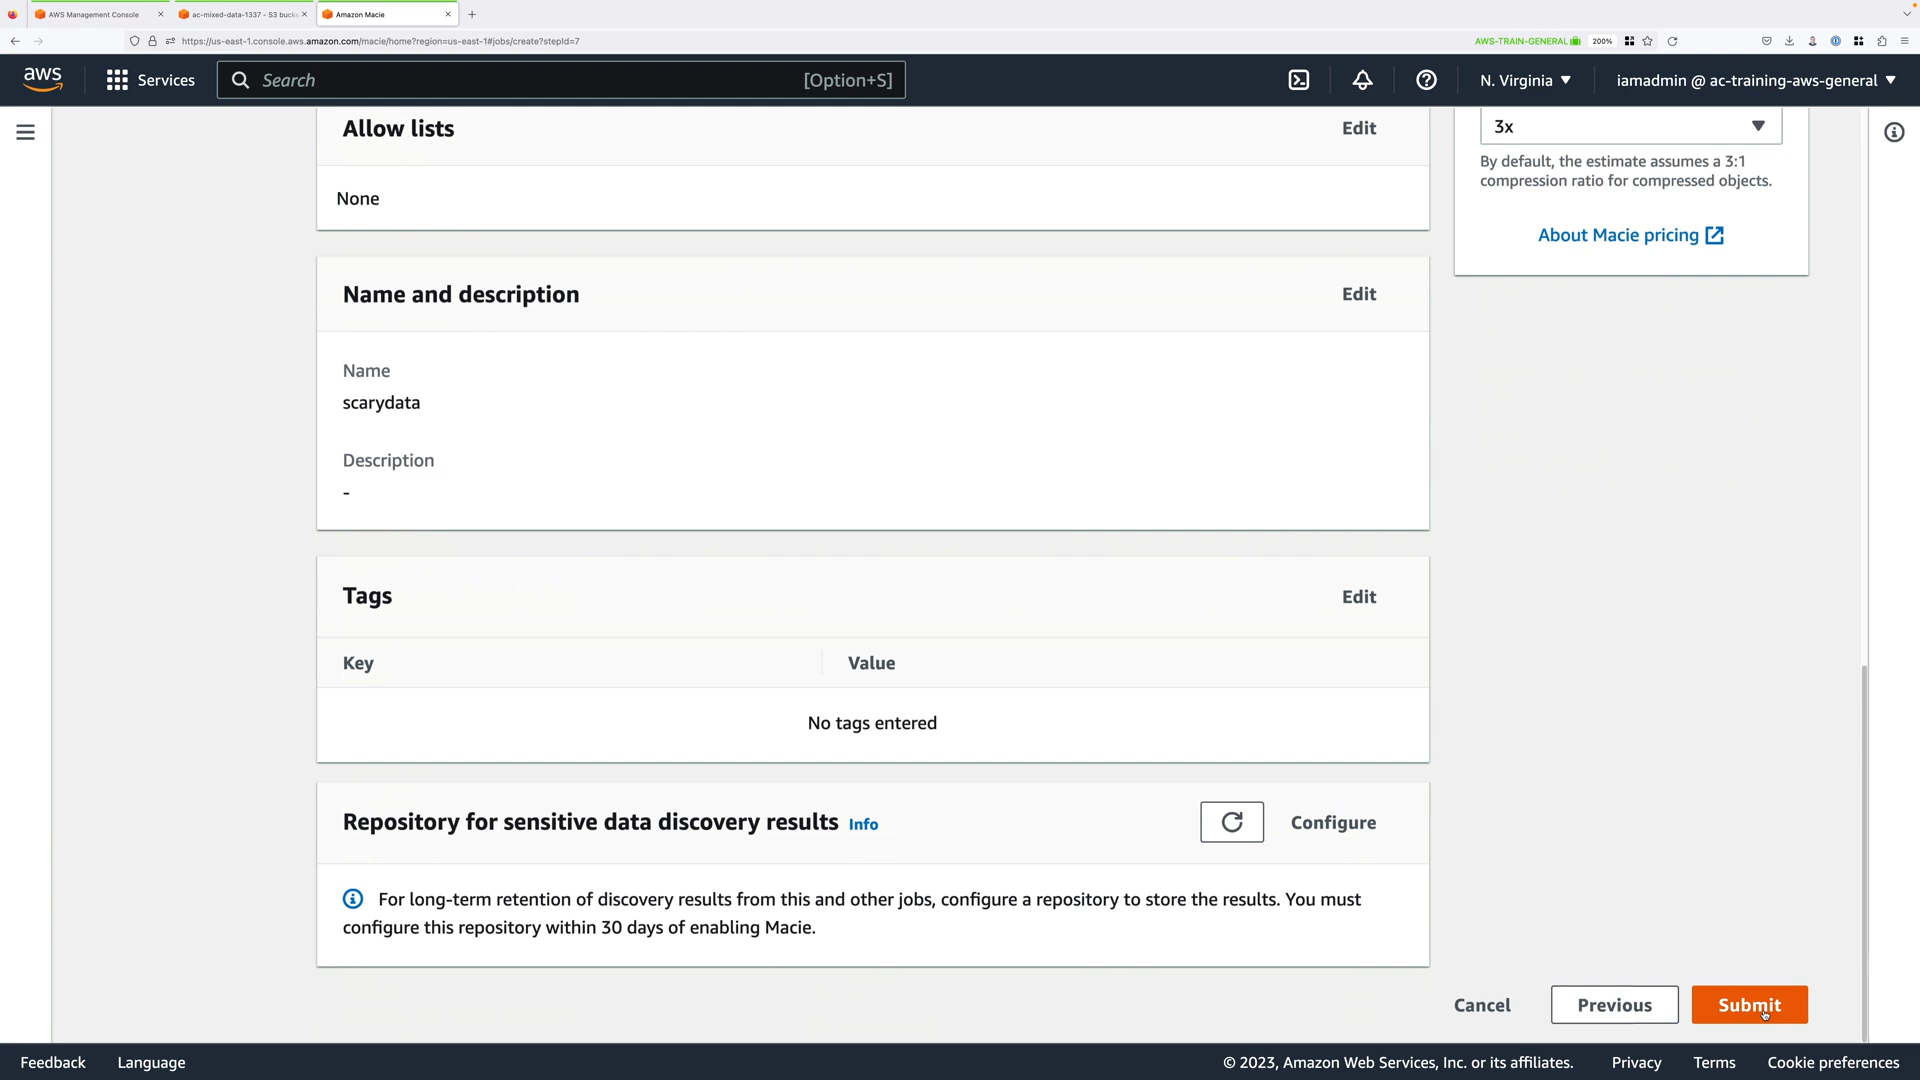 AWS Management Console
ac-mixed-data-1337 - S3 buck
Amazon Macie
https://us-east-1.console.aws.amazon.com/macie/home?region=us-east-1#jobs/create?stepId=7
AWS-TRAIN-GENERAL
200%
aws
Services
Search
[Option+S]
N. Virginia
iamadmin @ ac-training-aws-general
Allow lists
Edit
None
3x
By default, the estimate assumes a 3:1
compression ratio for compressed objects.
About Macie pricing
Name and description
Edit
Name
scarydata
Description
-
Tags
Edit
Key
Value
No tags entered
Repository for sensitive data discovery results Info
Configure
For long-term retention of discovery results from this and other jobs, configure a repository to store the results. You must
configure this repository within 30 days of enabling Macie.
Cancel
Previous
Submit
Feedback
Language
© 2023, Amazon Web Services, Inc. or its affiliates.
Privacy
Terms
Cookie preferences